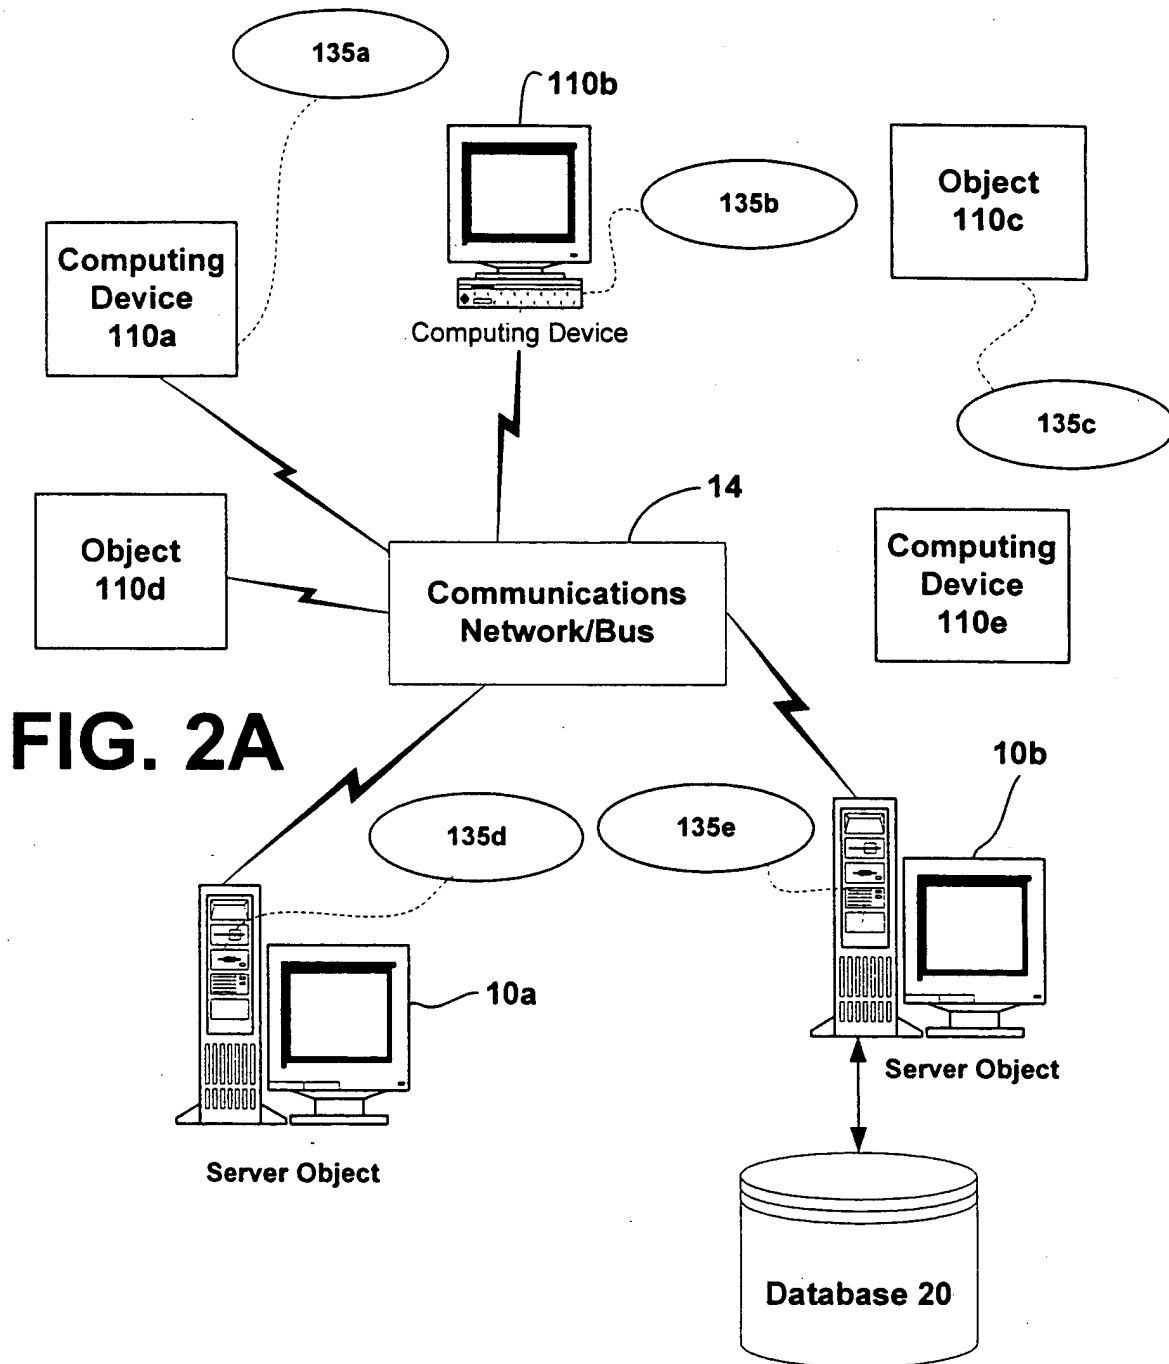 135a
110b
135b
Object
110c
Computing
Device
110a
Computing Device
135c
14
Object
110d
Communications
Network/Bus
Computing
Device
110e
FIG. 2A
10b
135d
135e
10a
Server Object
Server Object
Database 20